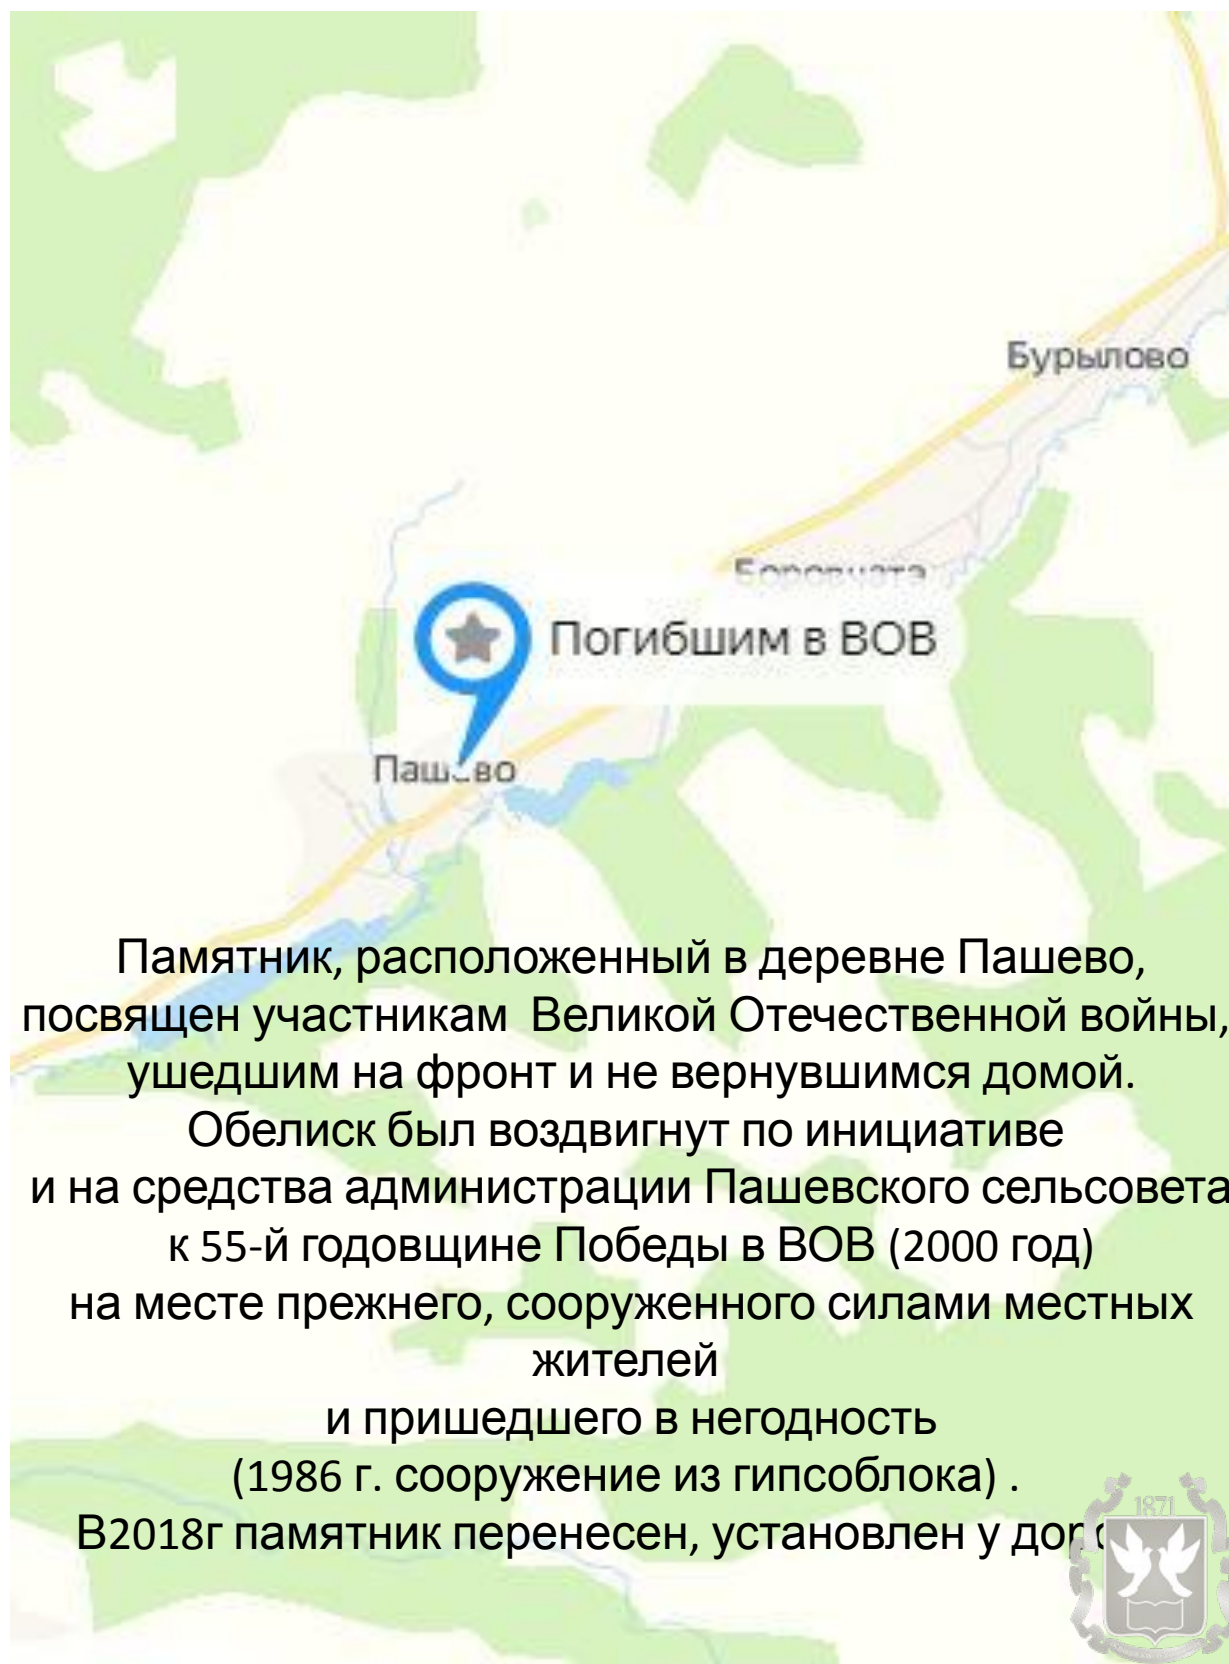 Бурылово
Погибшим в ВОВ
Памятник, расположенный в деревне Пашево,
посвящен участникам Великой Отечественной войны,
ушедшим на фронт и не вернувшимся домой.
Обелиск был воздвигнут по инициативе
и на средства администрации Пашевского сельсовета
к 55-й годовщине Победы в ВОВ (2000 год)
на месте прежнего, сооруженного силами местных
жителей
и пришедшего в негодность
(1986 г. сооружение из гипсоблока) .
1871
В2018г памятник перенесен, установлен у